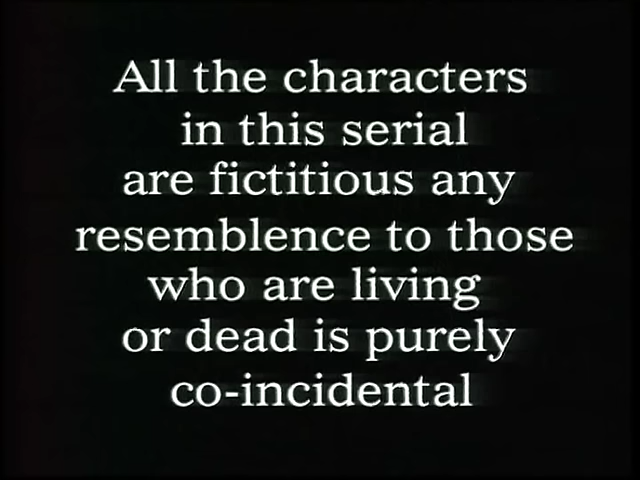 All the characters
in this serial
are fictitious any
resemblence to those
who are living
or dead is purely
co-incidental